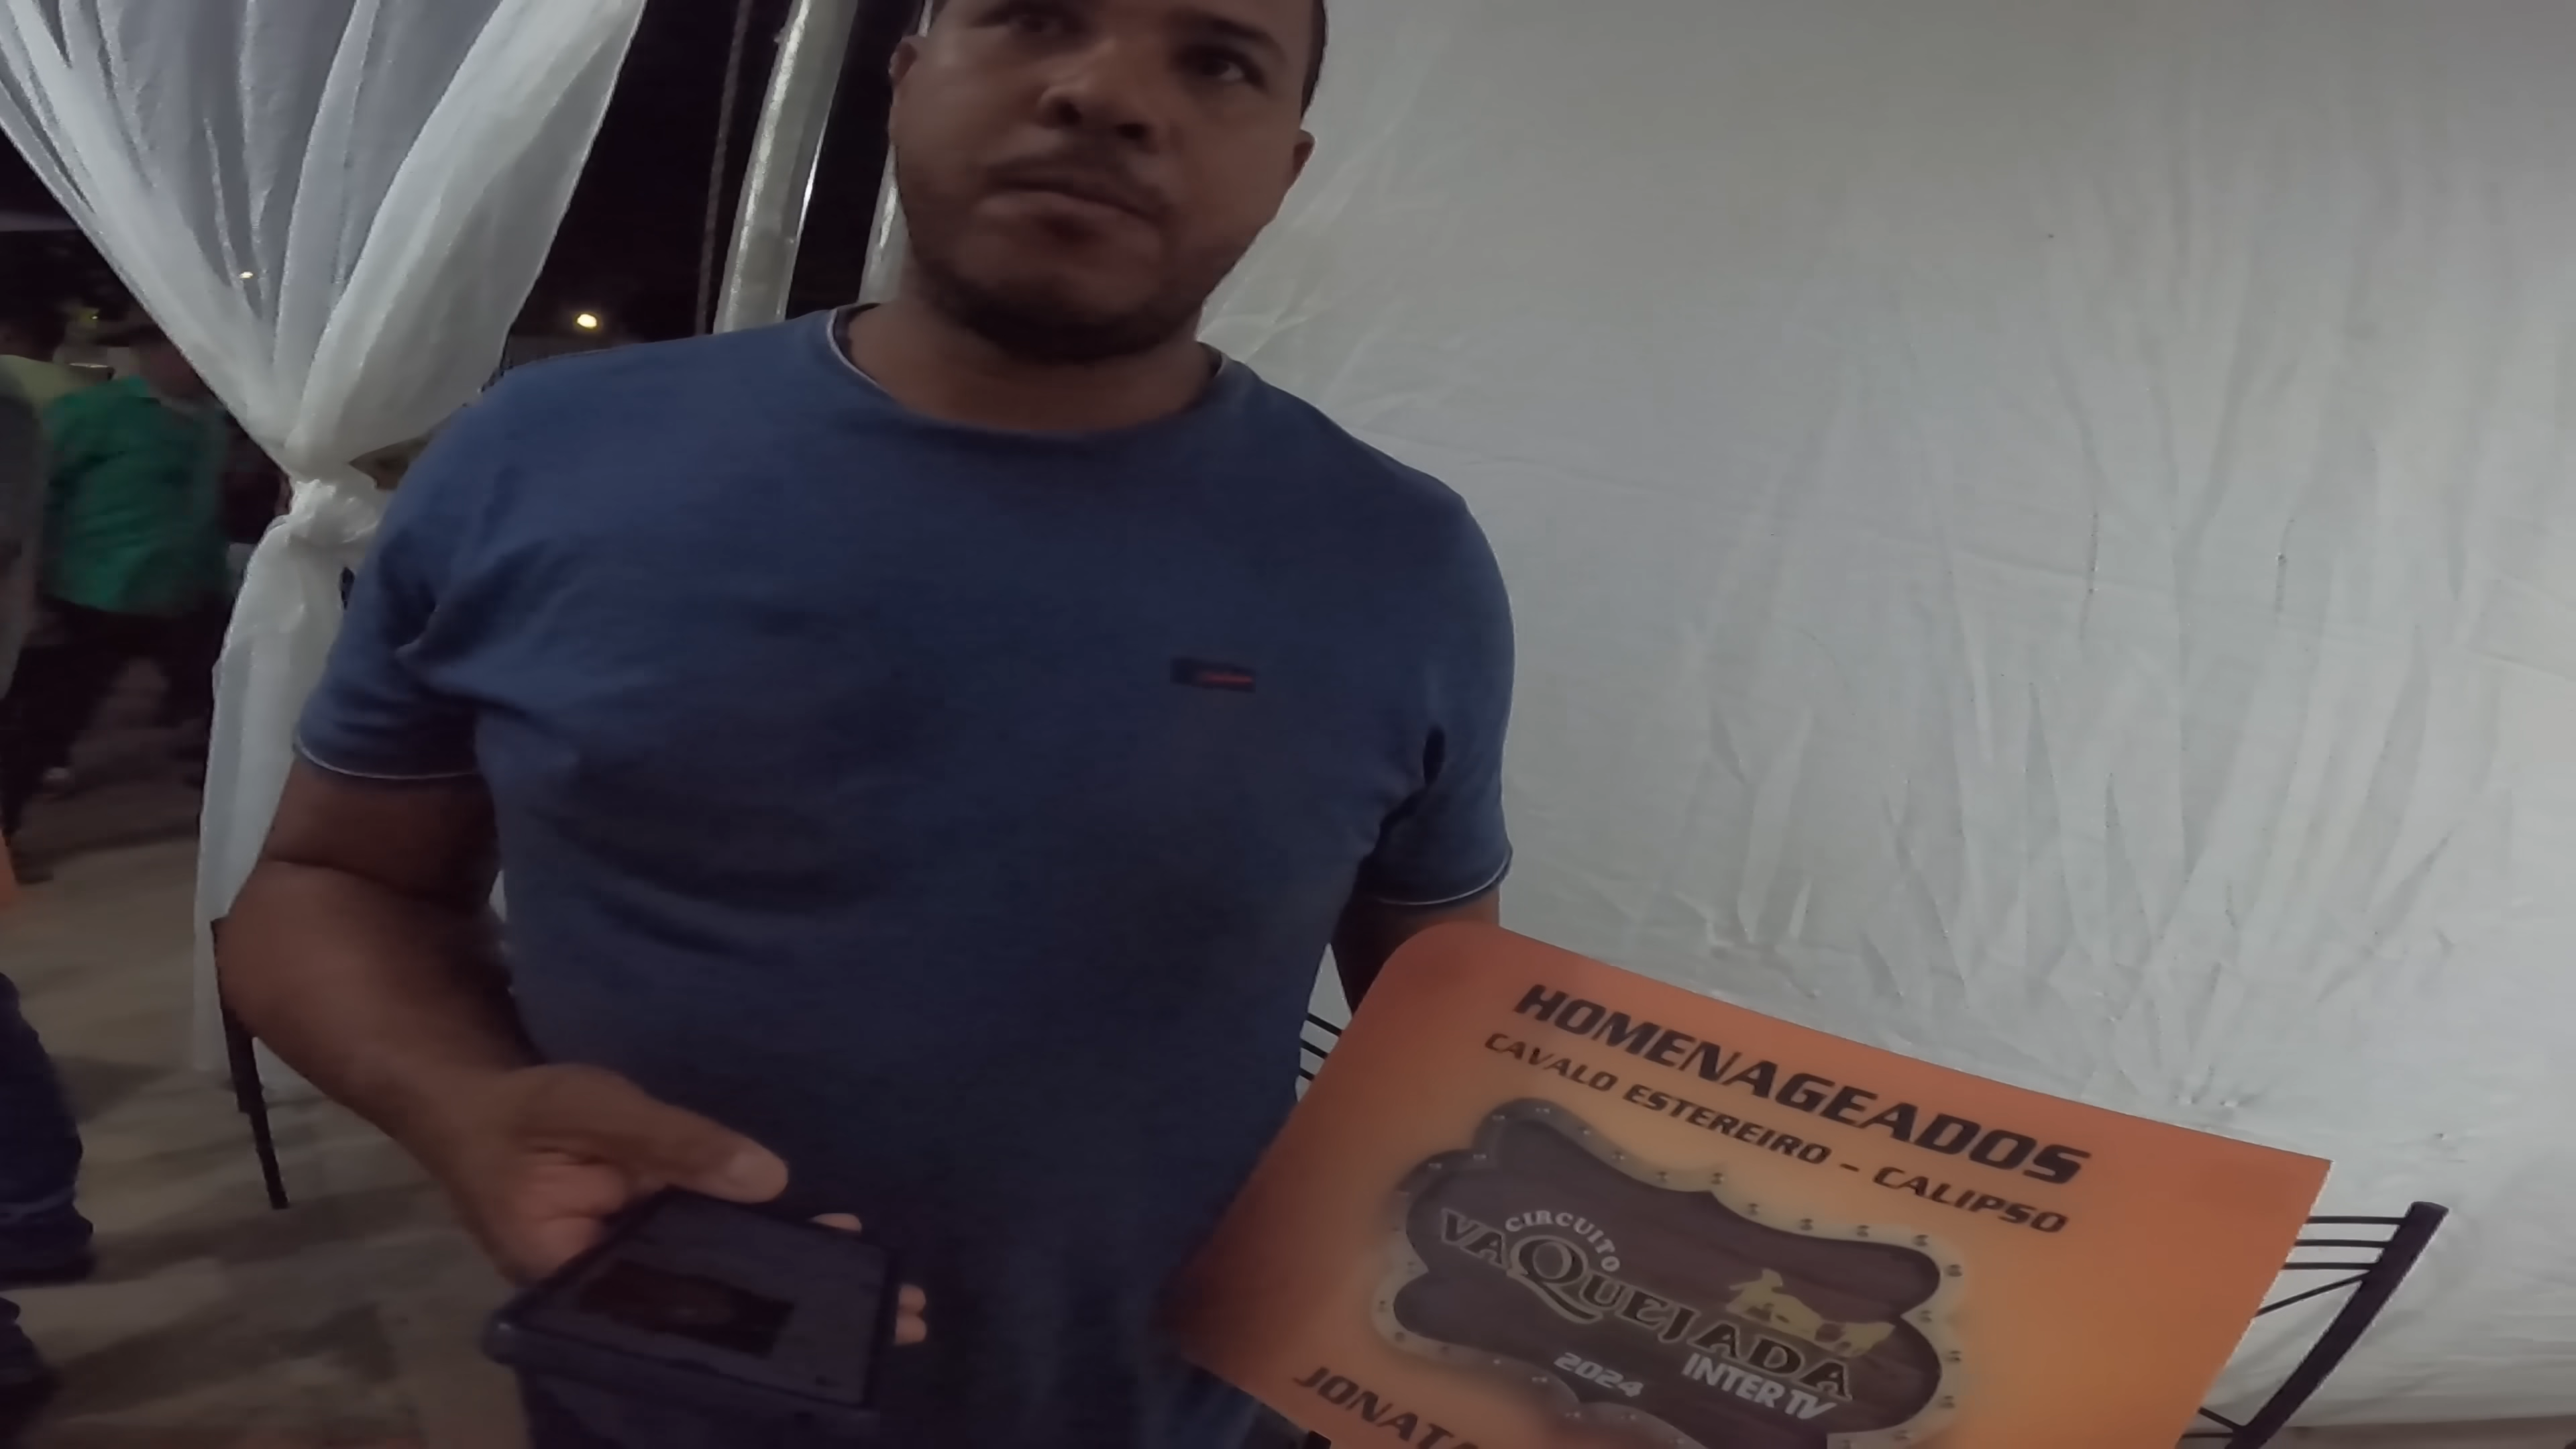 HOMENAGEADOS
CAVALO ESTEREIRO - CALIPSO
CIRCUITO
VAQUEJADA
2024 INTER TV